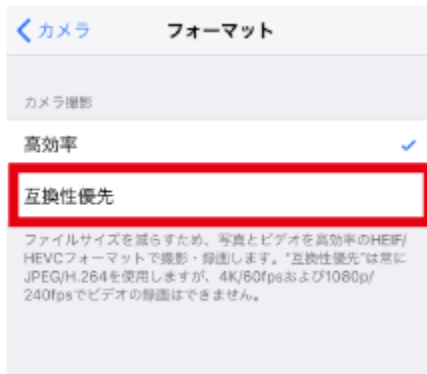 カメラ フォーマット
カメラ撮影
高効率
互換性優先
ファイルサイズを減らすため、写真とビデオを高効率のHEIF/
HEVCフォーマットで撮影・録画します。"互換性優先"は常に
JPEG/H.264を使用しますが、4K/60fpsおよび1080p/
240fpsでビデオの録画はできません。